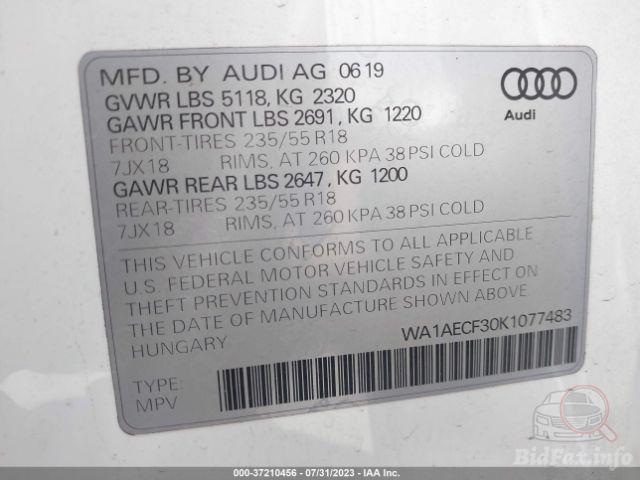 MFD. BY AUDI AG 0619
GVWR LBS 5118, KG 2320
GAWR FRONT LBS 2691, KG 1220
FRONT-TIRES 235/55 R18
7JX18 RIMS, AT 260 KPA 38 PSI COLD
GAWR REAR LBS 2647, KG 1200
REAR-TIRES 235/55 R18
7JX18 RIMS, AT 260 KPA 38 PSI COLD
Audi
THIS VEHICLE CONFORMS TO ALL APPLICABLE
U.S. FEDERAL MOTOR VEHICLE SAFETY AND
THEFT PREVENTION STANDARDS IN EFFECT ON
THE DATE OF MANUFACTURE SHOWN ABOVE.
HUNGARY
WA1AECF30K1077483
TYPE:
MPV
BidFax.info
000-37210456 - 07/31/2023 - IAA Inc.